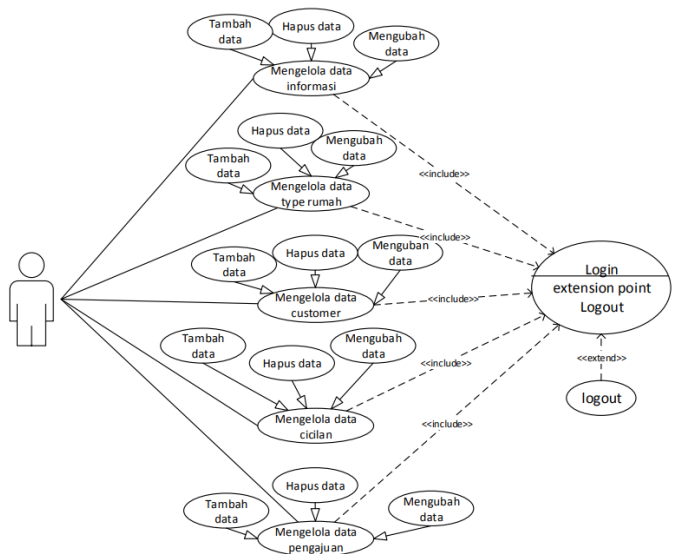 Tambah
data
Hapus data
Mengubah
data
Mengelola data
informasi
Hapus data
Mengubah
data
Tambah
data
<<include>>
Mengelola data
type rumah
Tambah
data
Hapus data
Mengubah
data
<<include>>
Mengelola data
customer
<<include>>
Login
extension point
Logout
Tambah
data
Hapus data
Mengubah
data
<<include>>
<<extend>>
logout
Mengelola data
cicilan
<<include>>
Tambah
data
Hapus data
Mengubah
data
Mengelola data
pengajuan